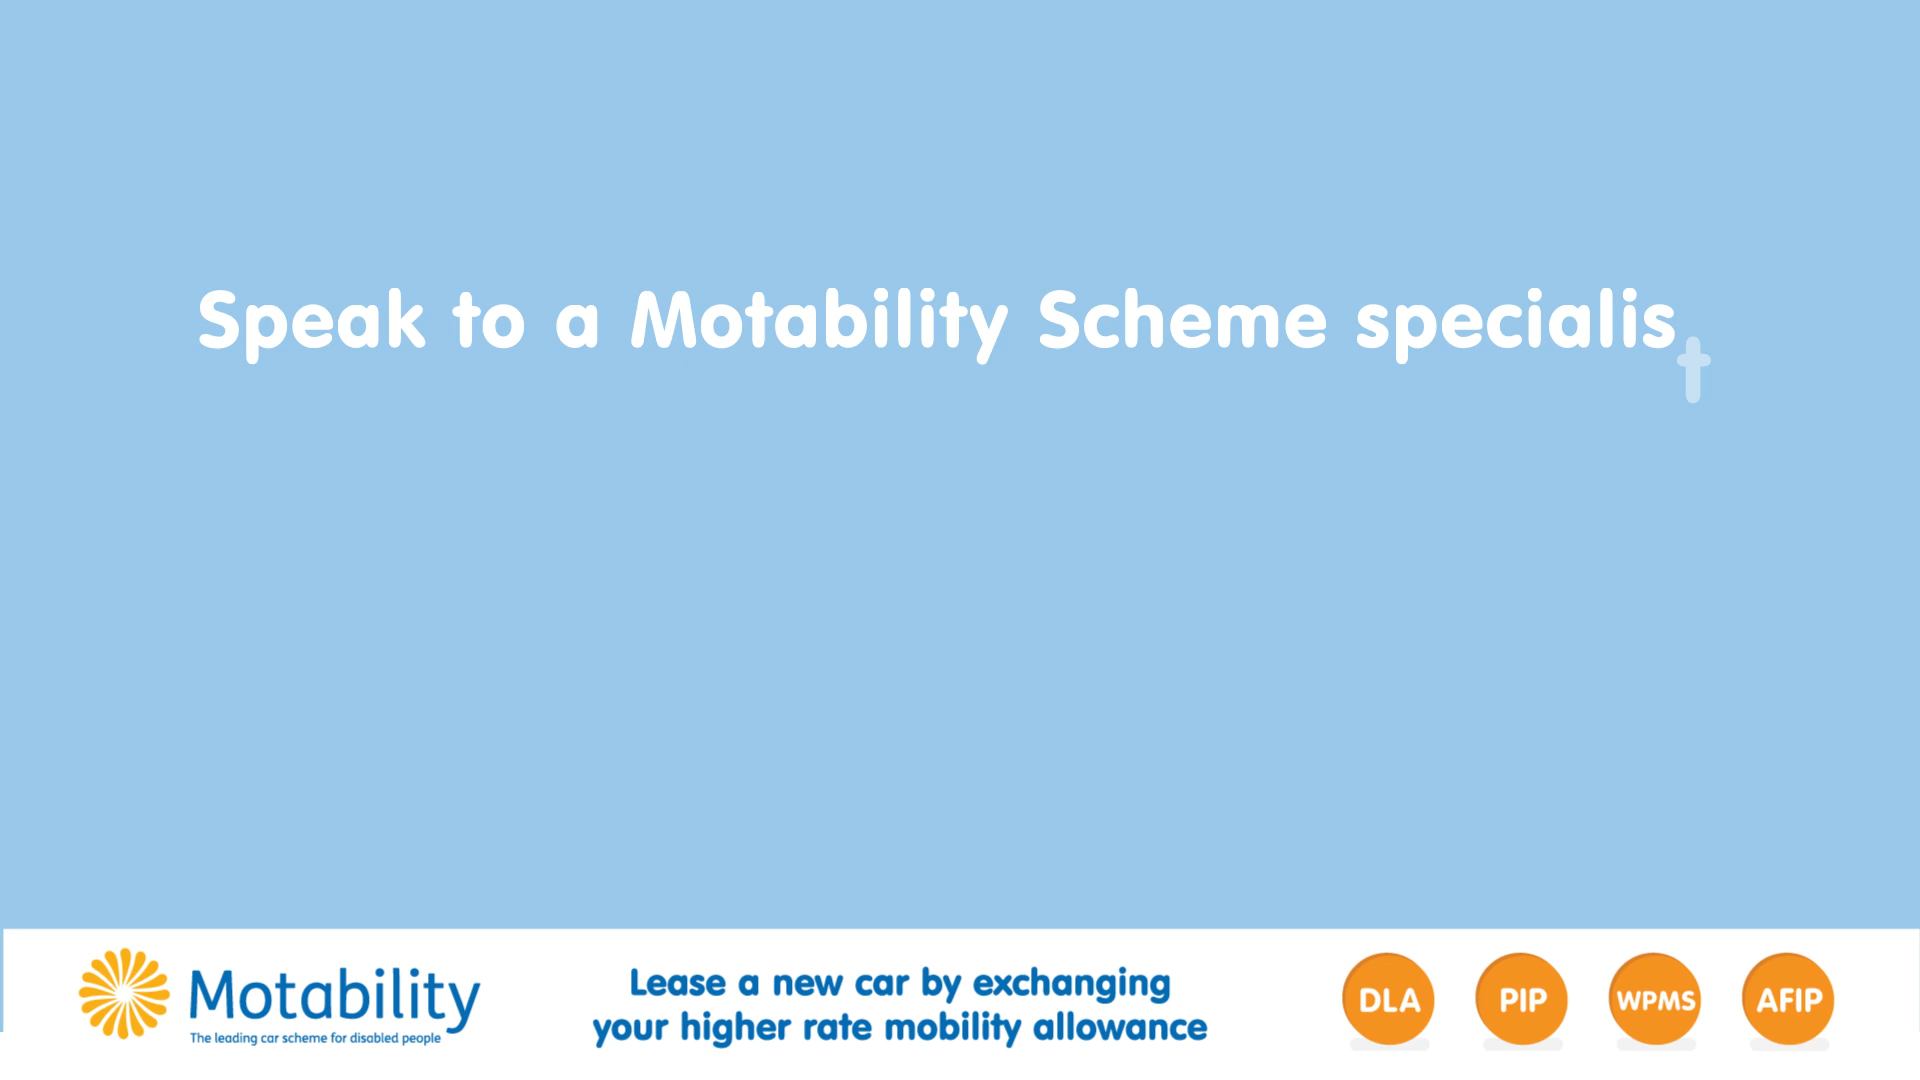 Speak to a Motability Scheme specialist
Motability
The leading car scheme for disabled people
Lease a new car by exchanging
your higher rate mobility allowance
DLA
PIP
WPMS
AFIP